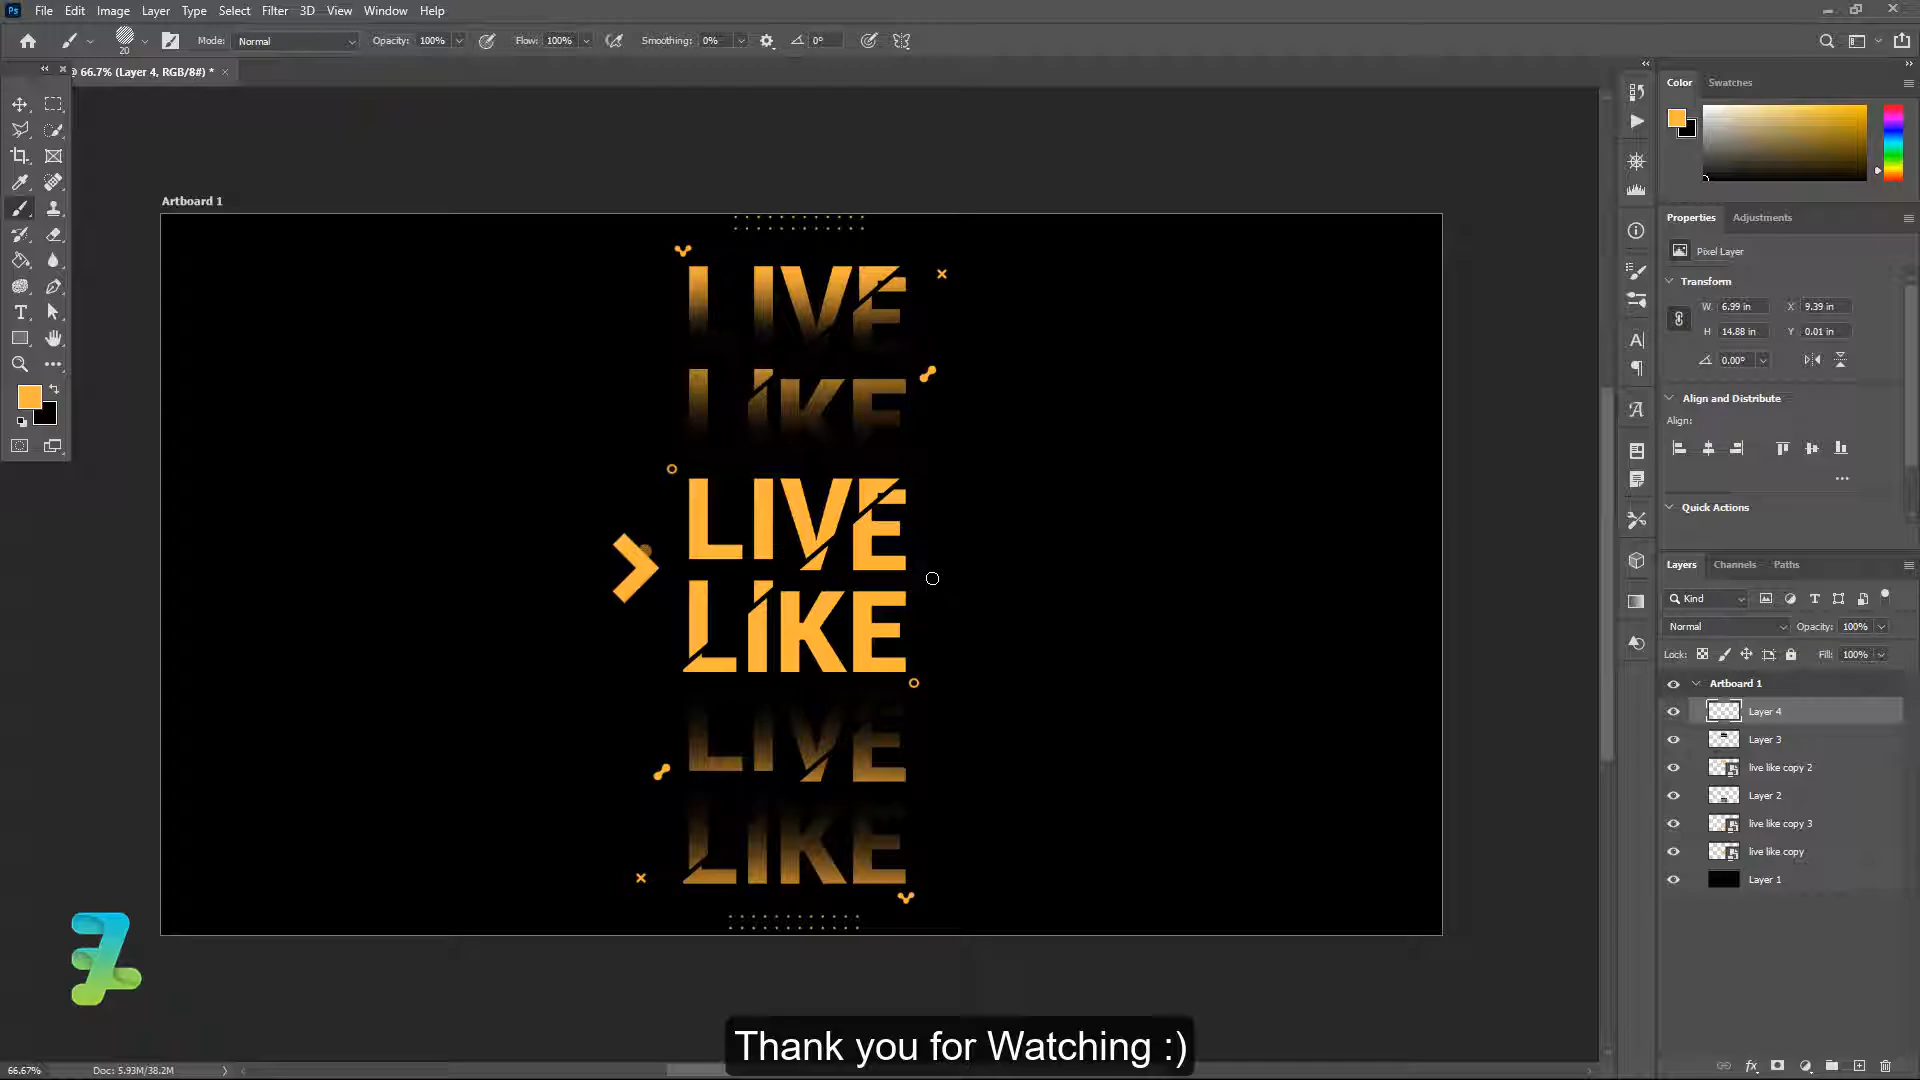 Ps File Edit Image Layer Type Select Filter 3D View Window Help
20 Mode: Normal Opacity: 100% Flow: 100% Smoothing: 0% 0°
@ 66.7% (Layer 4, RGB/8#) * ×
Color Swatches
Artboard 1
Properties Adjustments
Pixel Layer
Transform
W 6.99 in X 9.39 in
H 14.88 in Y 0.01 in
0.00°
Align and Distribute
Align:
Quick Actions
LIVE
LIKE
LIVE
LIKE
LIVE
LIKE
Layers Channels Paths
Kind
Normal Opacity: 100%
Lock: Fill: 100%
Artboard 1
Layer 4
Layer 3
live like copy 2
Layer 2
live like copy 3
live like copy
Layer 1
Thank you for Watching :)
66.67% Doc: 5.93M/38.2M